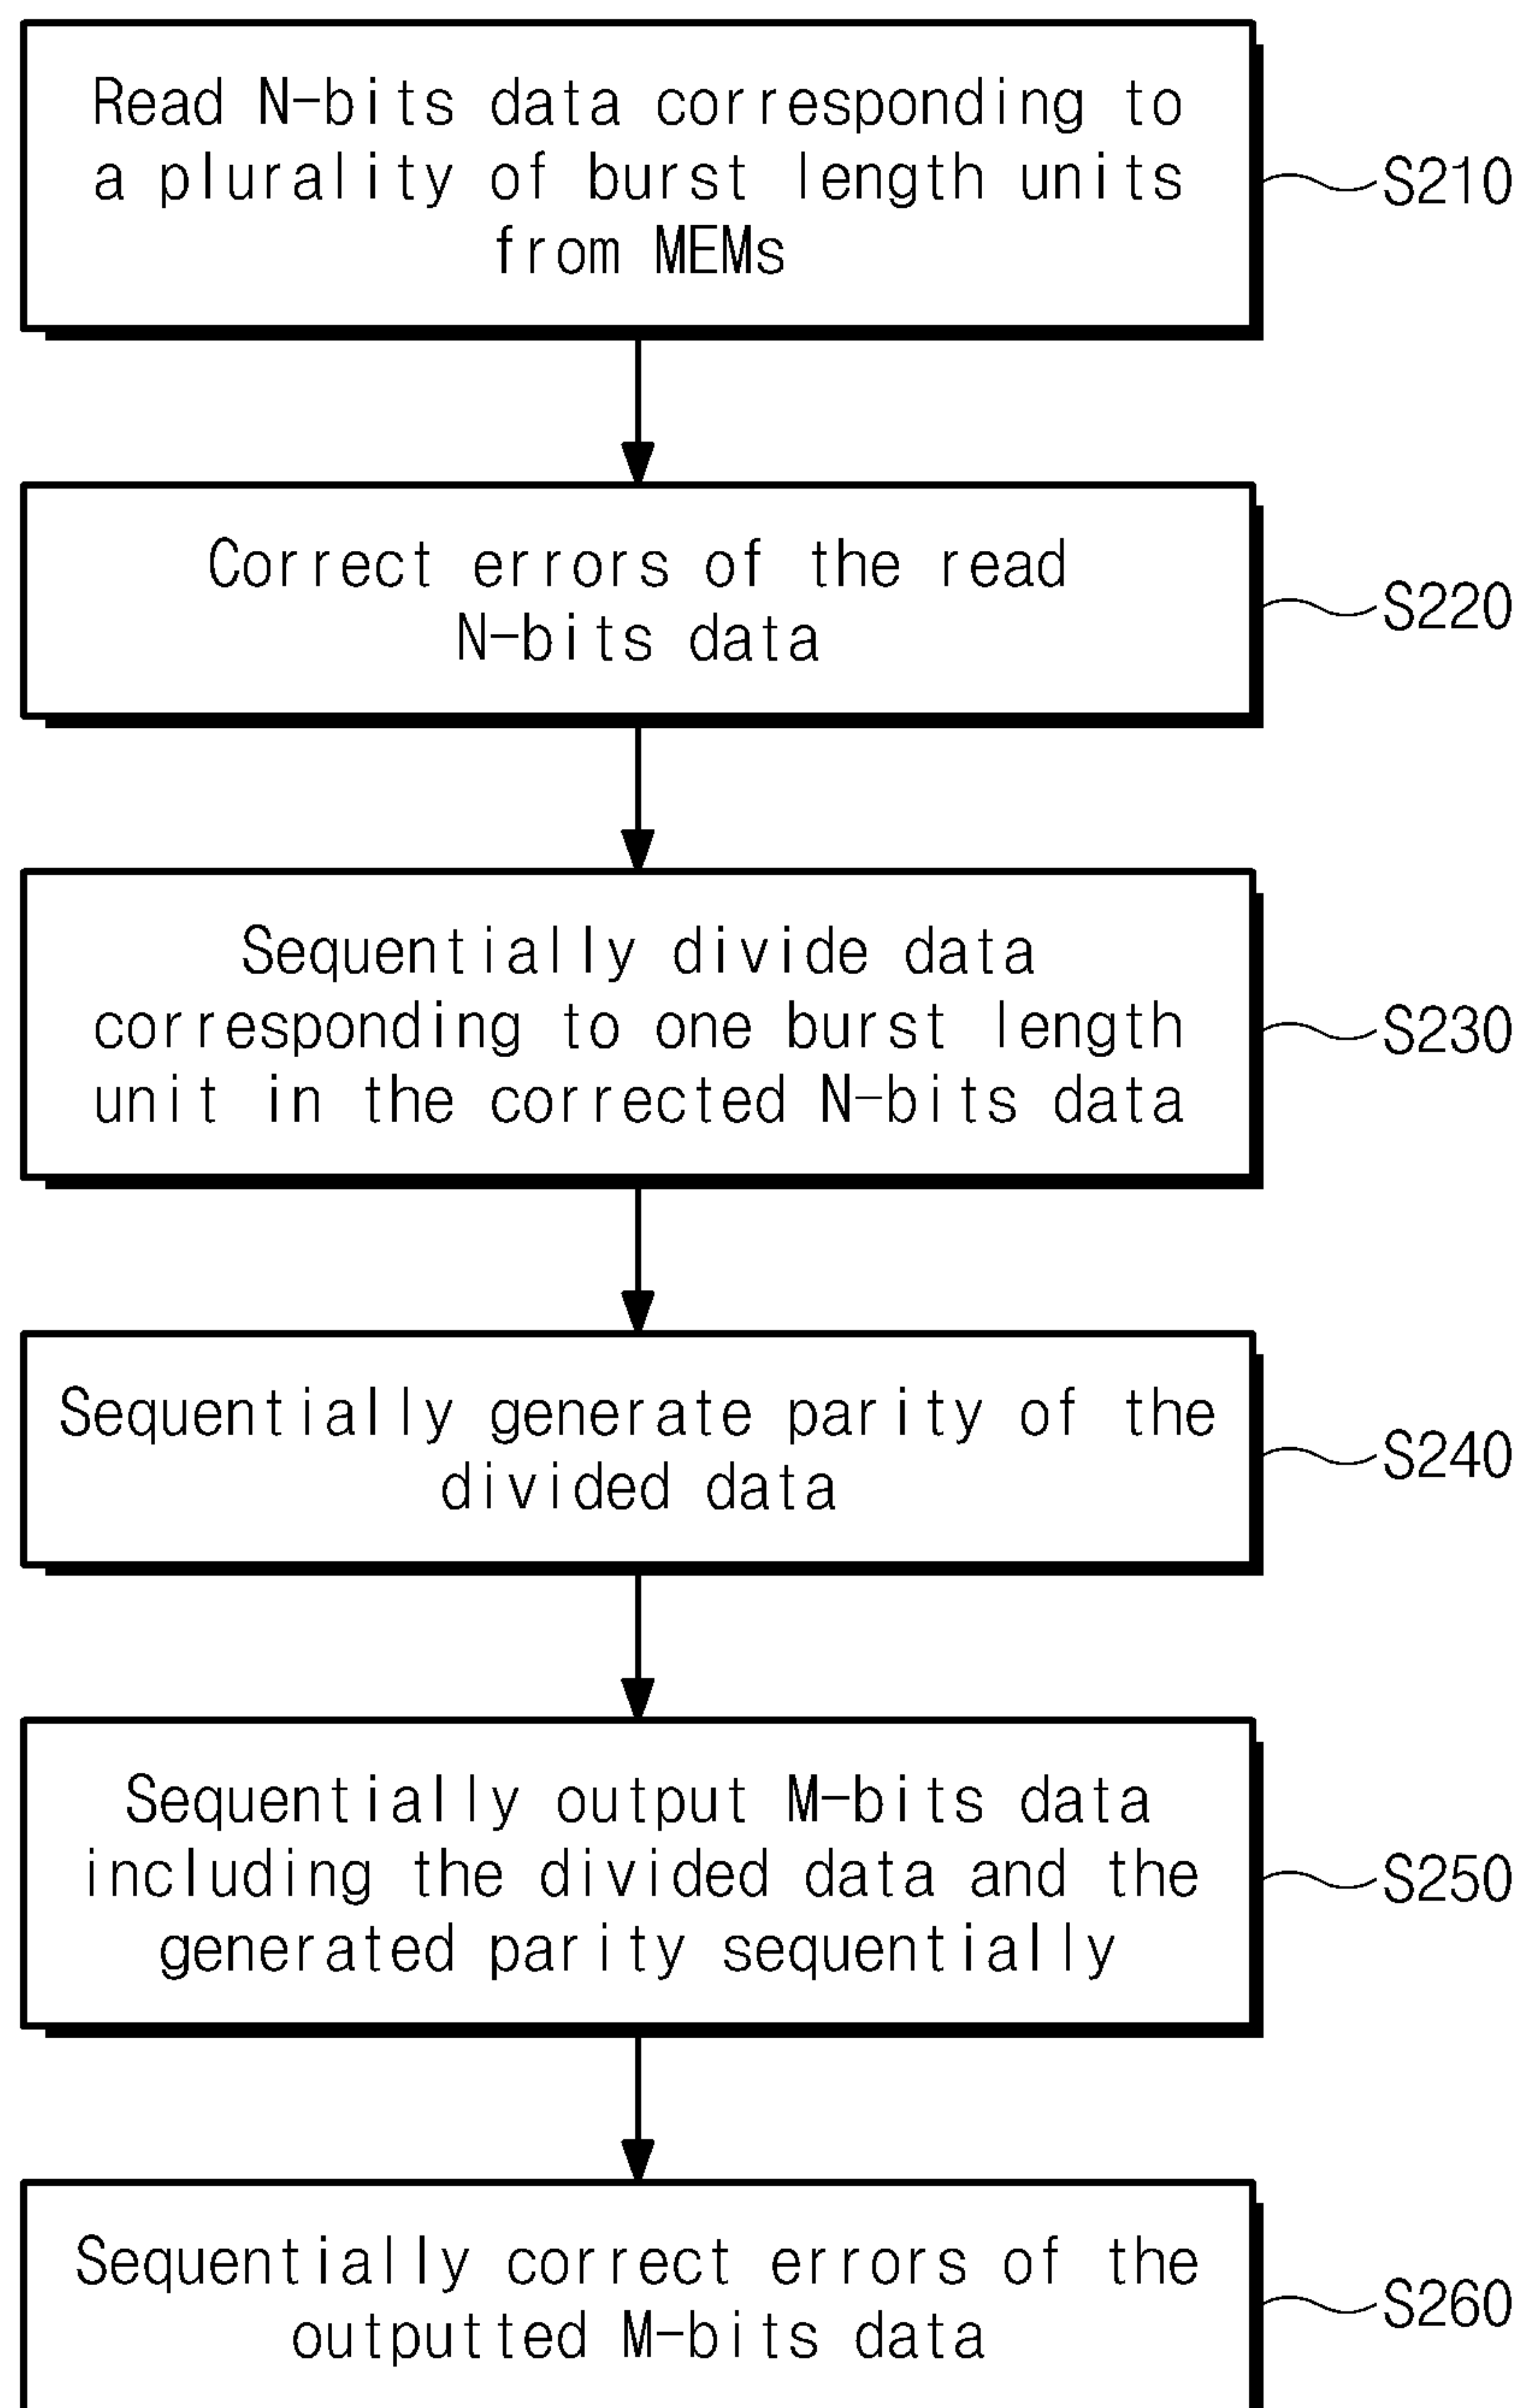 Read N-bits data corresponding to
a plurality of burst length units
from MEMs
S210
Correct errors of the read
N-bits data
S220
Sequentially divide data
corresponding to one burst length
unit in the corrected N-bits data
S230
Sequentially generate parity of the
divided data
S240
Sequentially output M-bits data
including the divided data and the
generated parity sequentially
S250
Sequentially correct errors of the
outputted M-bits data
S260